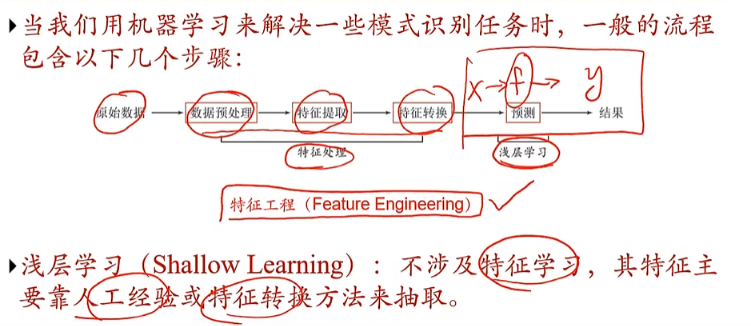 当我们用机器学习来解决一些模式识别任务时，一般的流程
包含以下几个步骤：
x → f → y
原始数据 → 数据预处理 → 特征提取 → 特征转换 → 预测 → 结果
特征处理 浅层学习
特征工程（Feature Engineering）
浅层学习（Shallow Learning）：不涉及特征学习，其特征主
要靠人工经验或特征转换方法来抽取。